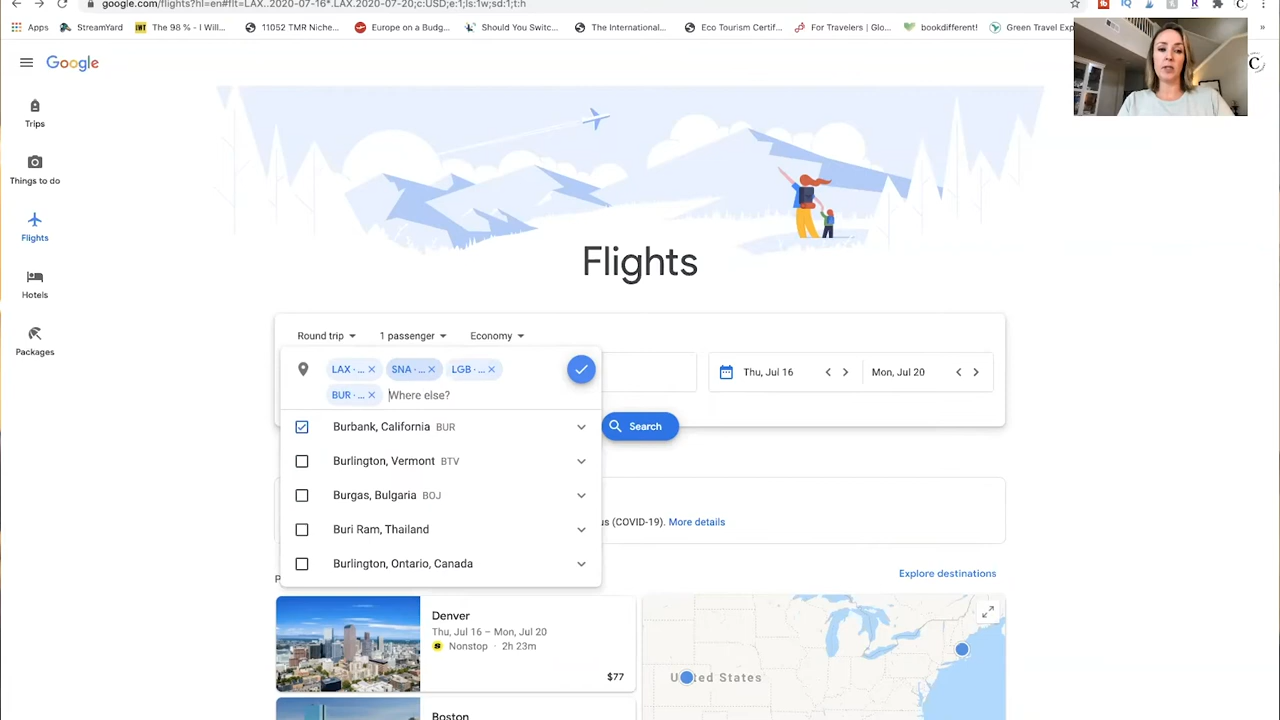 google.com/flights?hl=en#flt=LAX..2020-07-16*.LAX.2020-07-20;c:USD;e:1;ls:1w;sd:1;t:h
Apps StreamYard The 98 % – I Will... 11052 TMR Niche... Europe on a Budg... Should You Switc... The International... Eco Tourism Certif... For Travelers | Glo... bookdifferent! Green Travel Exp
Google
Trips
Things to do
Flights
Hotels
Packages
Flights
Round trip 1 passenger Economy
LAX · ... SNA · ... LGB · ...
BUR · ... Where else?
Thu, Jul 16 Mon, Jul 20
Burbank, California BUR
Search
Burlington, Vermont BTV
Burgas, Bulgaria BOJ
Buri Ram, Thailand
us (COVID-19). More details
Burlington, Ontario, Canada
Explore destinations
Denver
Thu, Jul 16 – Mon, Jul 20
Nonstop · 2h 23m
$77
United States
Boston